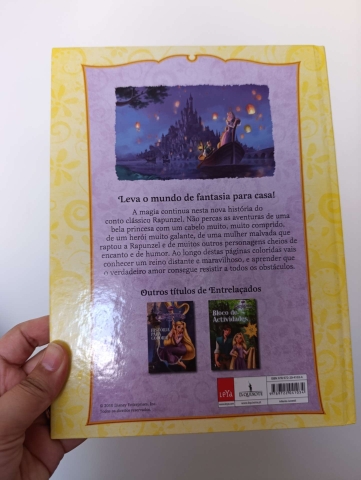 Leva o mundo de fantasia para casa!
A magia continua nesta nova história do
conto clássico Rapunzel. Não percas as aventuras de uma
bela princesa com um cabelo muito, muito comprido,
de um herói muito galante, de uma mulher malvada que
raptou a Rapunzel e de muitos outros personagens cheios de
encanto e de humor. Ao longo destas páginas coloridas vais
conhecer um reino distante e maravilhoso, e aprender que
o verdadeiro amor consegue resistir a todos os obstáculos.
Outros títulos de Entrelaçados
Bloco de
Actividades
LEYA